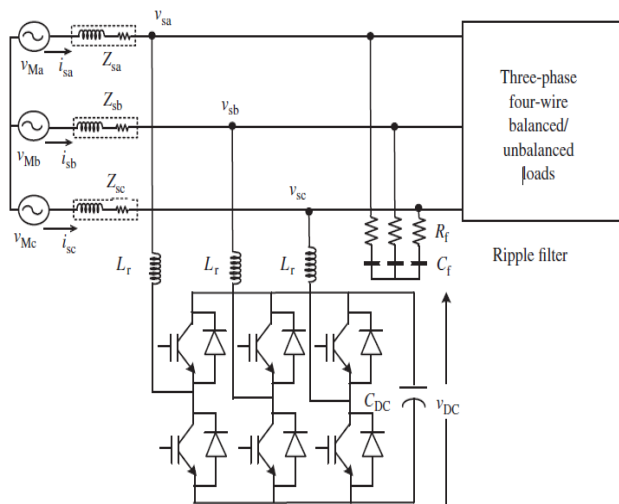 v_sa
v_Ma
i_sa
Z_sa
Z_sb
v_sb
v_Mb
i_sb
Z_sc
v_sc
v_Mc
i_sc
Three-phase
four-wire
balanced/
unbalanced
loads
R_f
C_f
Ripple filter
L_r
L_r
L_r
C_DC
v_DC